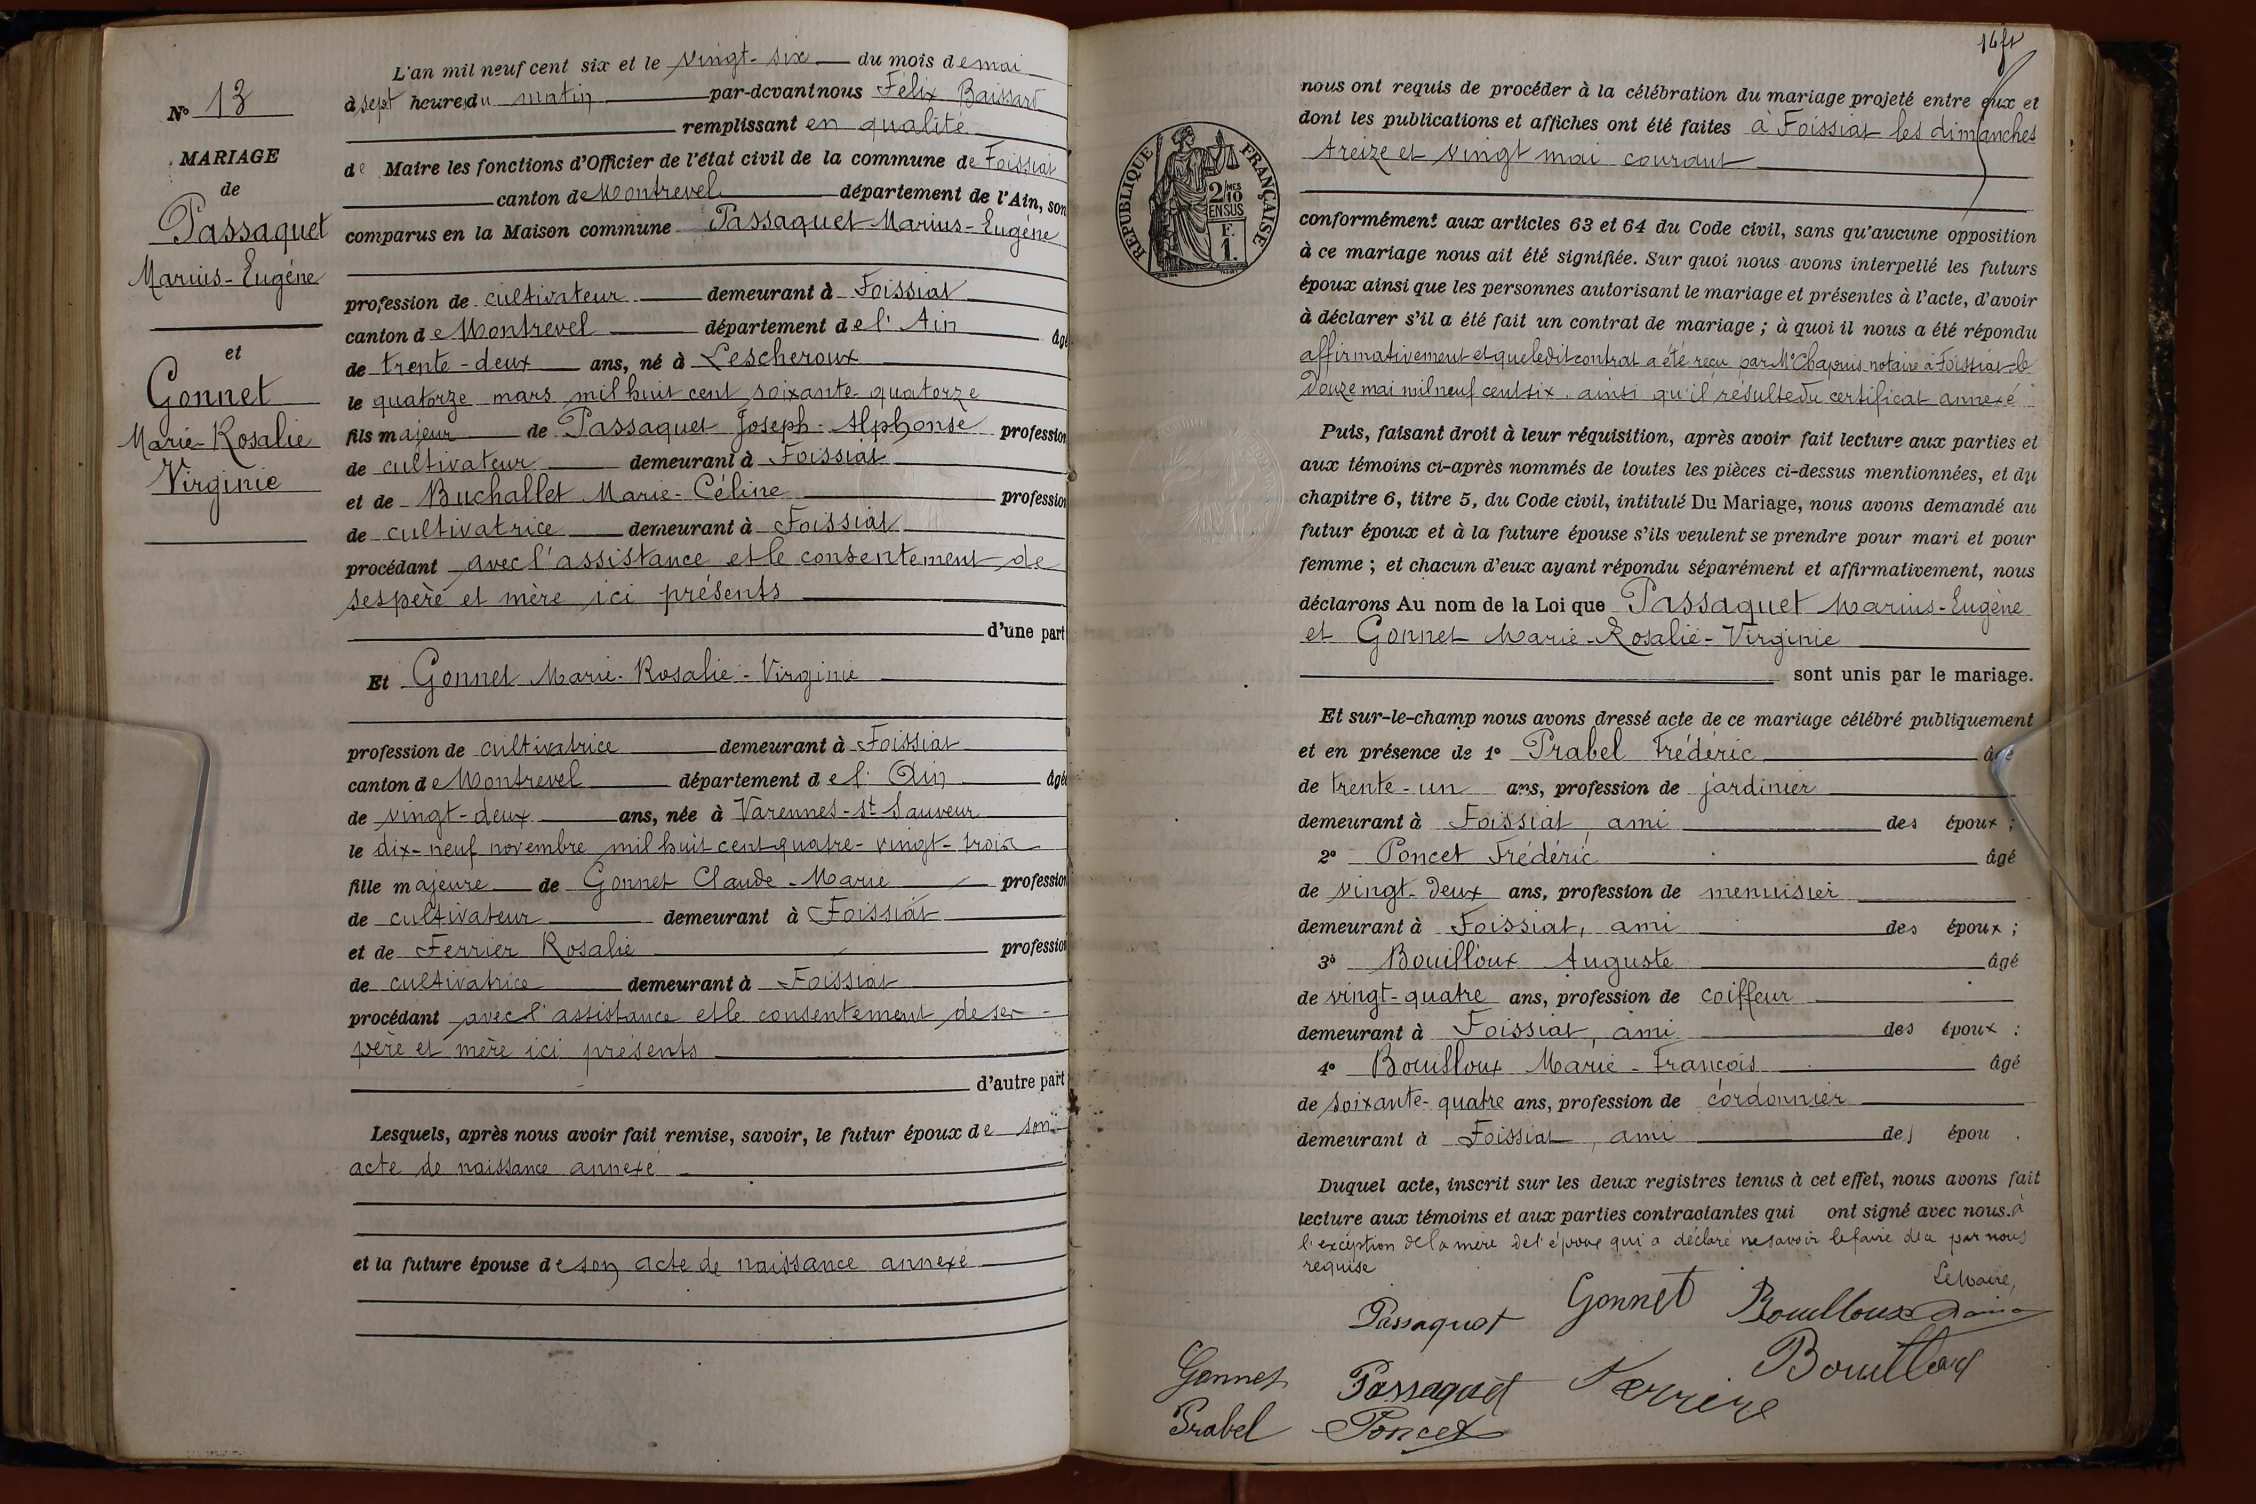 N° 13
MARIAGE
de
Passaquet
Marius-Eugène
et
Gonnet
Marie-Rosalie
Virginie
L'an mil neuf cent six et le vingt-six du mois de mai
à sept heures du matin par-devant nous Félix Baissard
remplissant en qualité
de Maire les fonctions d'Officier de l'état civil de la commune de Foissiat
canton de Montrevel département de l'Ain, son
comparus en la Maison commune Passaquet Marius-Eugène
profession de cultivateur demeurant à Foissiat
canton de Montrevel département de l'Ain âgé
de trente-deux ans, né à Lescheroux
le quatorze mars mil huit cent soixante-quatorze
fils majeur de Passaquet Joseph-Alphonse profession
de cultivateur demeurant à Foissiat
et de Buchallet Marie-Céline profession
de cultivatrice demeurant à Foissiat
procédant avec l'assistance et le consentement de
ses père et mère ici présents
d'une part
Et Gonnet Marie-Rosalie-Virginie
profession de cultivatrice demeurant à Foissiat
canton de Montrevel département de l'Ain âgé
de vingt-deux ans, née à Varennes-St Sauveur
le dix-neuf novembre mil huit cent quatre-vingt-trois
fille majeure de Gonnet Claude-Marie profession
de cultivateur demeurant à Foissiat
et de Ferrier Rosalie profession
de cultivatrice demeurant à Foissiat
procédant avec l'assistance et le consentement de ses
père et mère ici présents
d'autre part
Lesquels, après nous avoir fait remise, savoir, le futur époux de son
acte de naissance annexé
et la future épouse de son acte de naissance annexé
RÉPUBLIQUE FRANÇAISE
2/10
EN SUS
F.
1.
nous ont requis de procéder à la célébration du mariage projeté entre eux et
dont les publications et affiches ont été faites à Foissiat les dimanches
treize et vingt mai courant
conformément aux articles 63 et 64 du Code civil, sans qu'aucune opposition
à ce mariage nous ait été signifiée. Sur quoi nous avons interpellé les futurs
époux ainsi que les personnes autorisant le mariage et présentes à l'acte, d'avoir
à déclarer s'il a été fait un contrat de mariage ; à quoi il nous a été répondu
affirmativement et que ledit contrat a été reçu par Me Chapuis notaire à Foissiat le
douze mai mil neuf cent six. ainsi qu'il résulte du certificat annexé
Puis, faisant droit à leur réquisition, après avoir fait lecture aux parties et
aux témoins ci-après nommés de toutes les pièces ci-dessus mentionnées, et du
chapitre 6, titre 5, du Code civil, intitulé Du Mariage, nous avons demandé au
futur époux et à la future épouse s'ils veulent se prendre pour mari et pour
femme ; et chacun d'eux ayant répondu séparément et affirmativement, nous
déclarons Au nom de la Loi que Passaquet Marius-Eugène
et Gonnet Marie-Rosalie-Virginie
sont unis par le mariage.
Et sur-le-champ nous avons dressé acte de ce mariage célébré publiquement
et en présence de 1° Prabel Frédéric âgé
de trente-un ans, profession de jardinier
demeurant à Foissiat, ami des époux ;
2° Poncet Frédéric âgé
de vingt-deux ans, profession de menuisier
demeurant à Foissiat, ami des époux ;
3° Bouilloux Auguste âgé
de vingt-quatre ans, profession de coiffeur
demeurant à Foissiat, ami des époux :
4° Bouilloux Marie-François âgé
de soixante-quatre ans, profession de cordonnier
demeurant à Foissiat, ami des épou .
Duquel acte, inscrit sur les deux registres tenus à cet effet, nous avons fait
lecture aux témoins et aux parties contractantes qui ont signé avec nous. à
l'exception de la mère de l'époux qui a déclaré ne savoir le faire de ce par nous
requise
Le Maire,
Passaquet Gonnet Bouilloux
Gonnet Passaquet Ferrière
Prabel Poncet